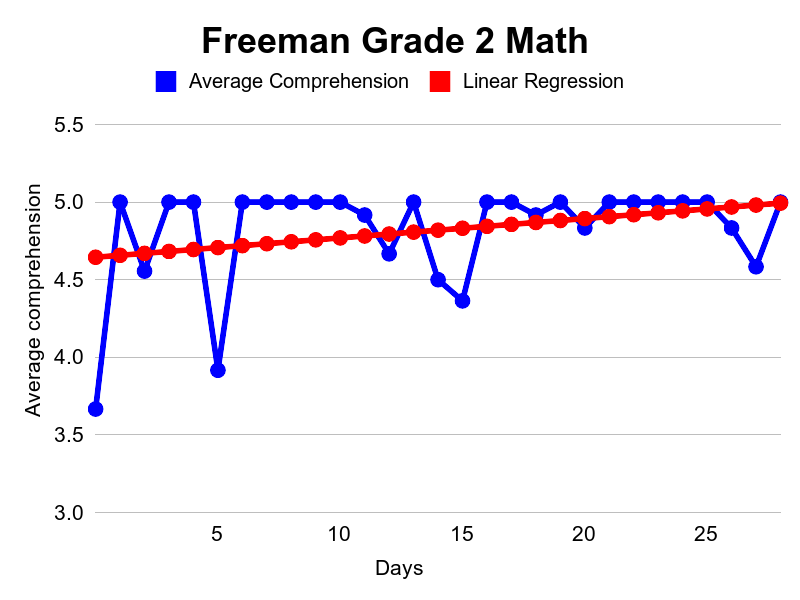 Freeman Grade 2 Math
Average Comprehension
Linear Regression
Average comprehension
5.5
5.0
4.5
4.0
3.5
3.0
5
10
15
20
25
Days